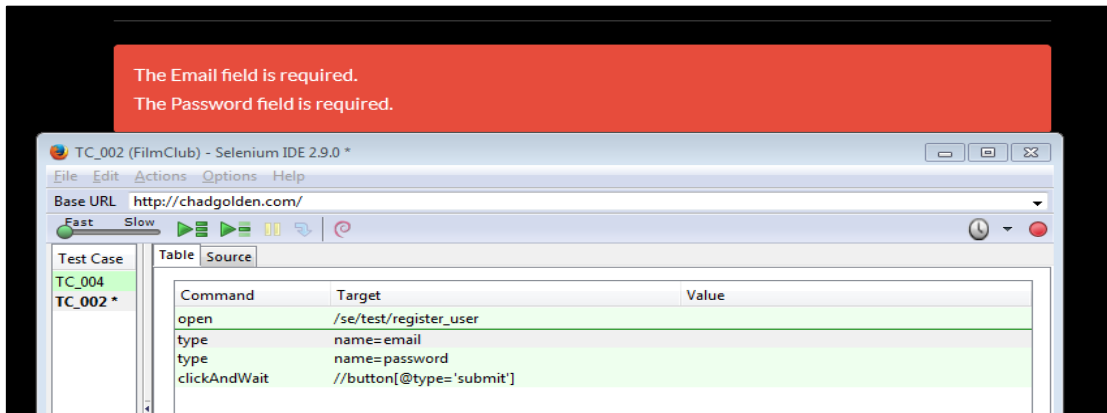 The Email field is required.
The Password field is required.
TC_002 (FilmClub) - Selenium IDE 2.9.0 *
File Edit Actions Options Help
Base URL http://chadgolden.com/
Fast Slow
Test Case Table Source
TC_004
TC_002 *
Command Target Value
open /se/test/register_user
type name=email
type name=password
clickAndWait //button[@type='submit']